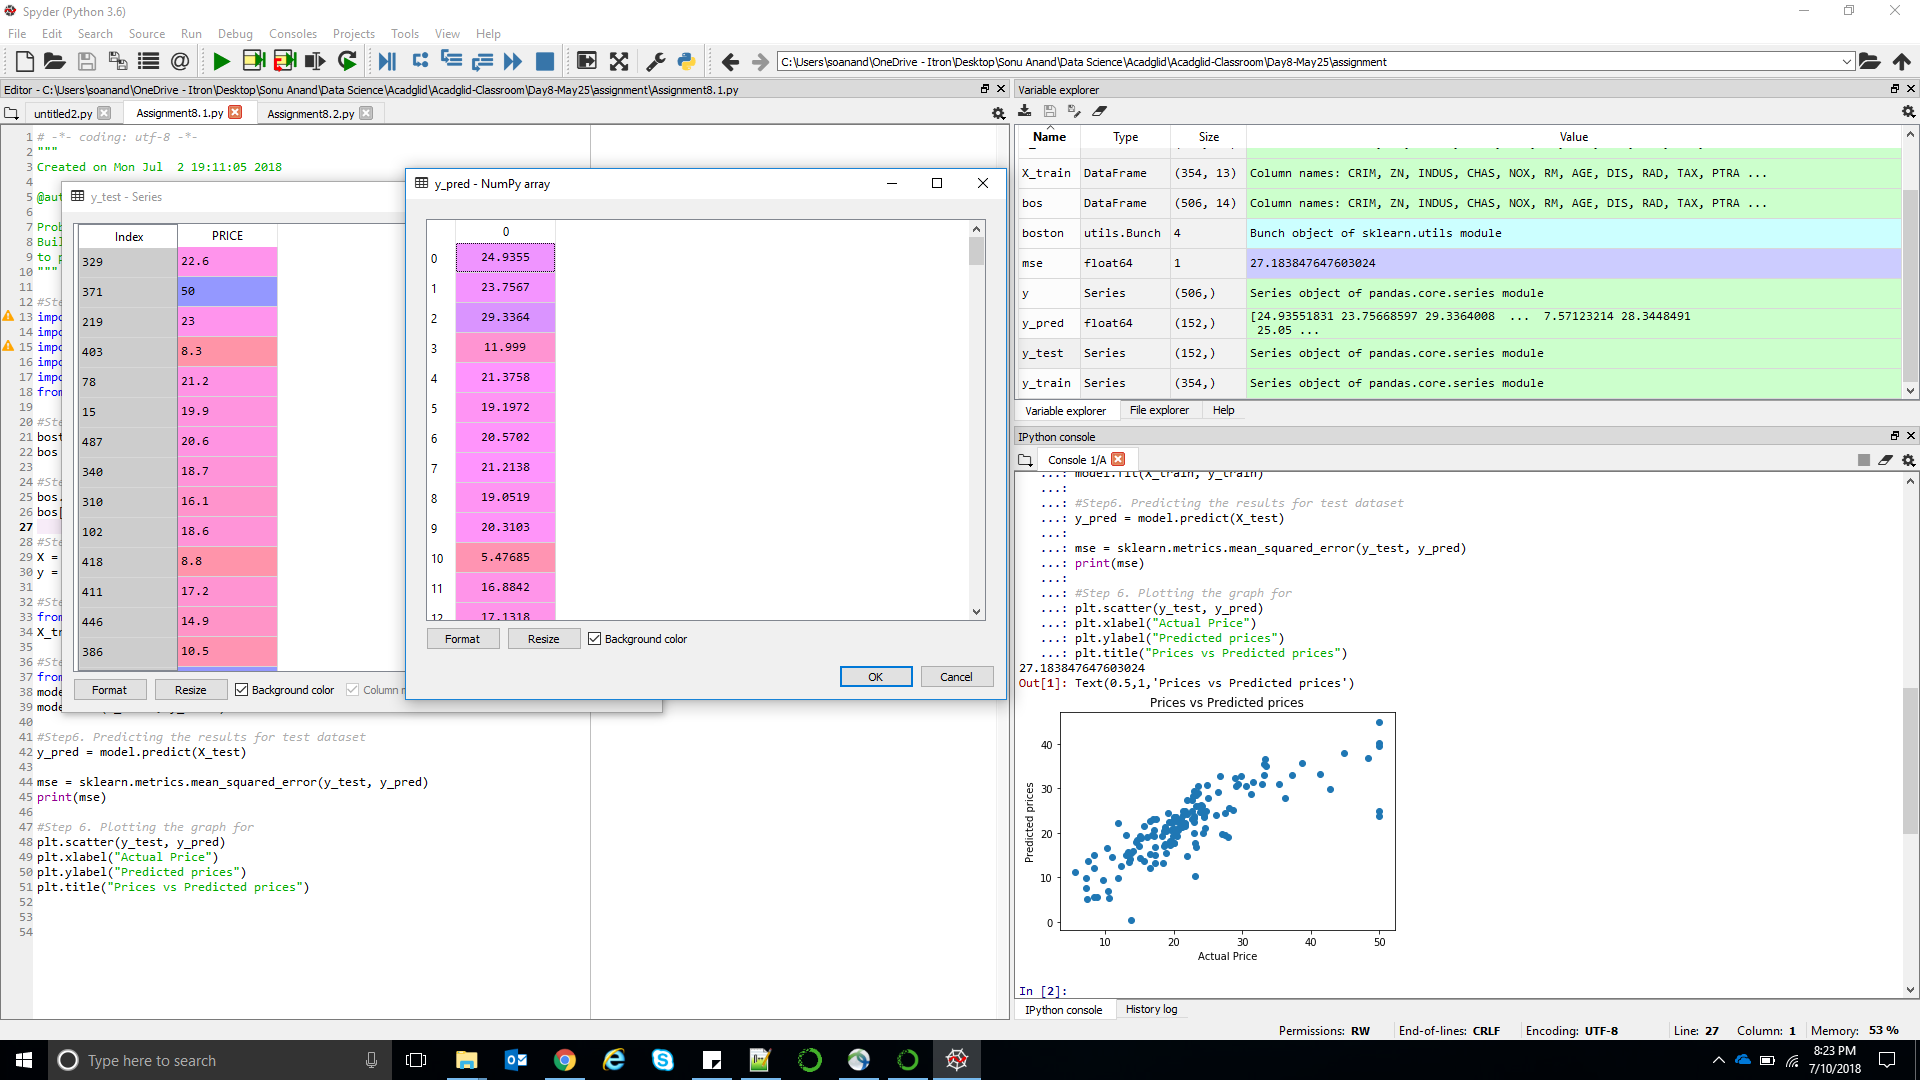 Spyder (Python 3.6)
File Edit Search Source Run Debug Consoles Projects Tools View Help
C:\Users\soanand\OneDrive - Itron\Desktop\Sonu Anand\Data Science\Acadglid\Acadglid-Classroom\Day8-May25\assignment
Editor - C:\Users\soanand\OneDrive - Itron\Desktop\Sonu Anand\Data Science\Acadglid\Acadglid-Classroom\Day8-May25\assignment\Assignment8.1.py
untitled2.py Assignment8.1.py Assignment8.2.py
1 # -*- coding: utf-8 -*-
2 """
3 Created on Mon Jul  2 19:11:05 2018
4
5 @aut
6
7 Prob
8 Buil
9 to p
10 """
11
12 #Ste
13 impo
14 impo
15 impo
16 impo
17 impo
18 from
19
20 #Ste
21 bost
22 bos
23
24 #Ste
25 bos.
26 bos[
27
28 #Ste
29 X =
30 y =
31
32 #Ste
33 from
34 X_tr
35
36 #Ste
37 from
38 mode
39 mode
40
41 #Step6. Predicting the results for test dataset
42 y_pred = model.predict(X_test)
43
44 mse = sklearn.metrics.mean_squared_error(y_test, y_pred)
45 print(mse)
46
47 #Step 6. Plotting the graph for
48 plt.scatter(y_test, y_pred)
49 plt.xlabel("Actual Price")
50 plt.ylabel("Predicted prices")
51 plt.title("Prices vs Predicted prices")
52
53
54
y_test - Series
Index PRICE
329 22.6
371 50
219 23
403 8.3
78 21.2
15 19.9
487 20.6
340 18.7
310 16.1
102 18.6
418 8.8
411 17.2
446 14.9
386 10.5
Format Resize Background color Column
y_pred - NumPy array
0
0 24.9355
1 23.7567
2 29.3364
3 11.999
4 21.3758
5 19.1972
6 20.5702
7 21.2138
8 19.0519
9 20.3103
10 5.47685
11 16.8842
12 17.1318
Format Resize Background color
OK Cancel
Variable explorer
Name Type Size Value
X_train DataFrame (354, 13) Column names: CRIM, ZN, INDUS, CHAS, NOX, RM, AGE, DIS, RAD, TAX, PTRA ...
bos DataFrame (506, 14) Column names: CRIM, ZN, INDUS, CHAS, NOX, RM, AGE, DIS, RAD, TAX, PTRA ...
boston utils.Bunch 4 Bunch object of sklearn.utils module
mse float64 1 27.183847647603024
y Series (506,) Series object of pandas.core.series module
y_pred float64 (152,) [24.93551831 23.75668597 29.3364008  ...  7.57123214 28.3448491
25.05 ...
y_test Series (152,) Series object of pandas.core.series module
y_train Series (354,) Series object of pandas.core.series module
Variable explorer File explorer Help
IPython console
Console 1/A
...: model.fit(X_train, y_train)
...:
...: #Step6. Predicting the results for test dataset
...: y_pred = model.predict(X_test)
...:
...: mse = sklearn.metrics.mean_squared_error(y_test, y_pred)
...: print(mse)
...:
...: #Step 6. Plotting the graph for
...: plt.scatter(y_test, y_pred)
...: plt.xlabel("Actual Price")
...: plt.ylabel("Predicted prices")
...: plt.title("Prices vs Predicted prices")
27.183847647603024
Out[1]: Text(0.5,1,'Prices vs Predicted prices')
Prices vs Predicted prices
40
30
20
10
0
Predicted prices
10 20 30 40 50
Actual Price
In [2]:
IPython console History log
Permissions: RW End-of-lines: CRLF Encoding: UTF-8 Line: 27 Column: 1 Memory: 53 %
Type here to search
8:23 PM
7/10/2018